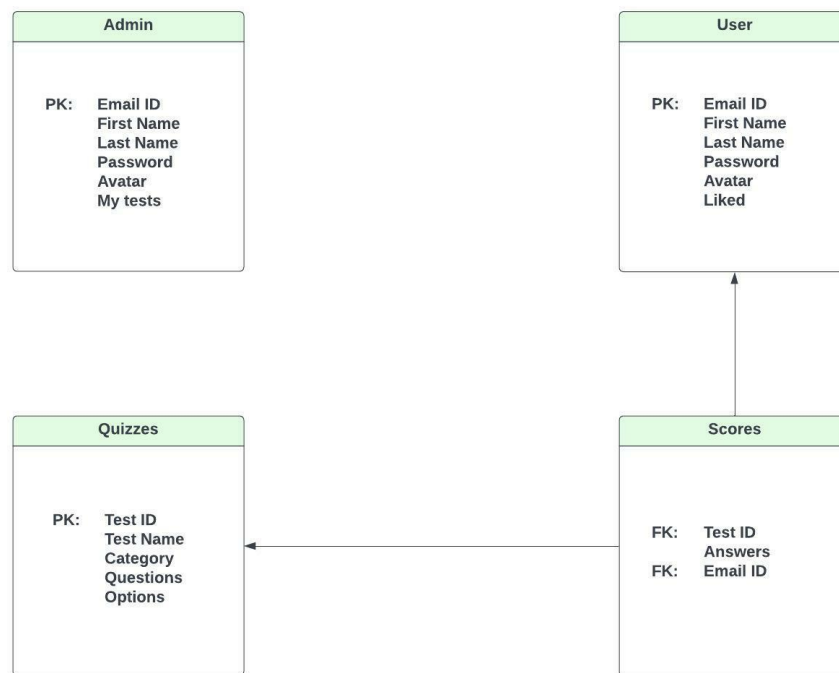 Admin
PK: Email ID
First Name
Last Name
Password
Avatar
My tests
User
PK: Email ID
First Name
Last Name
Password
Avatar
Liked
Quizzes
PK: Test ID
Test Name
Category
Questions
Options
Scores
FK: Test ID
Answers
FK: Email ID